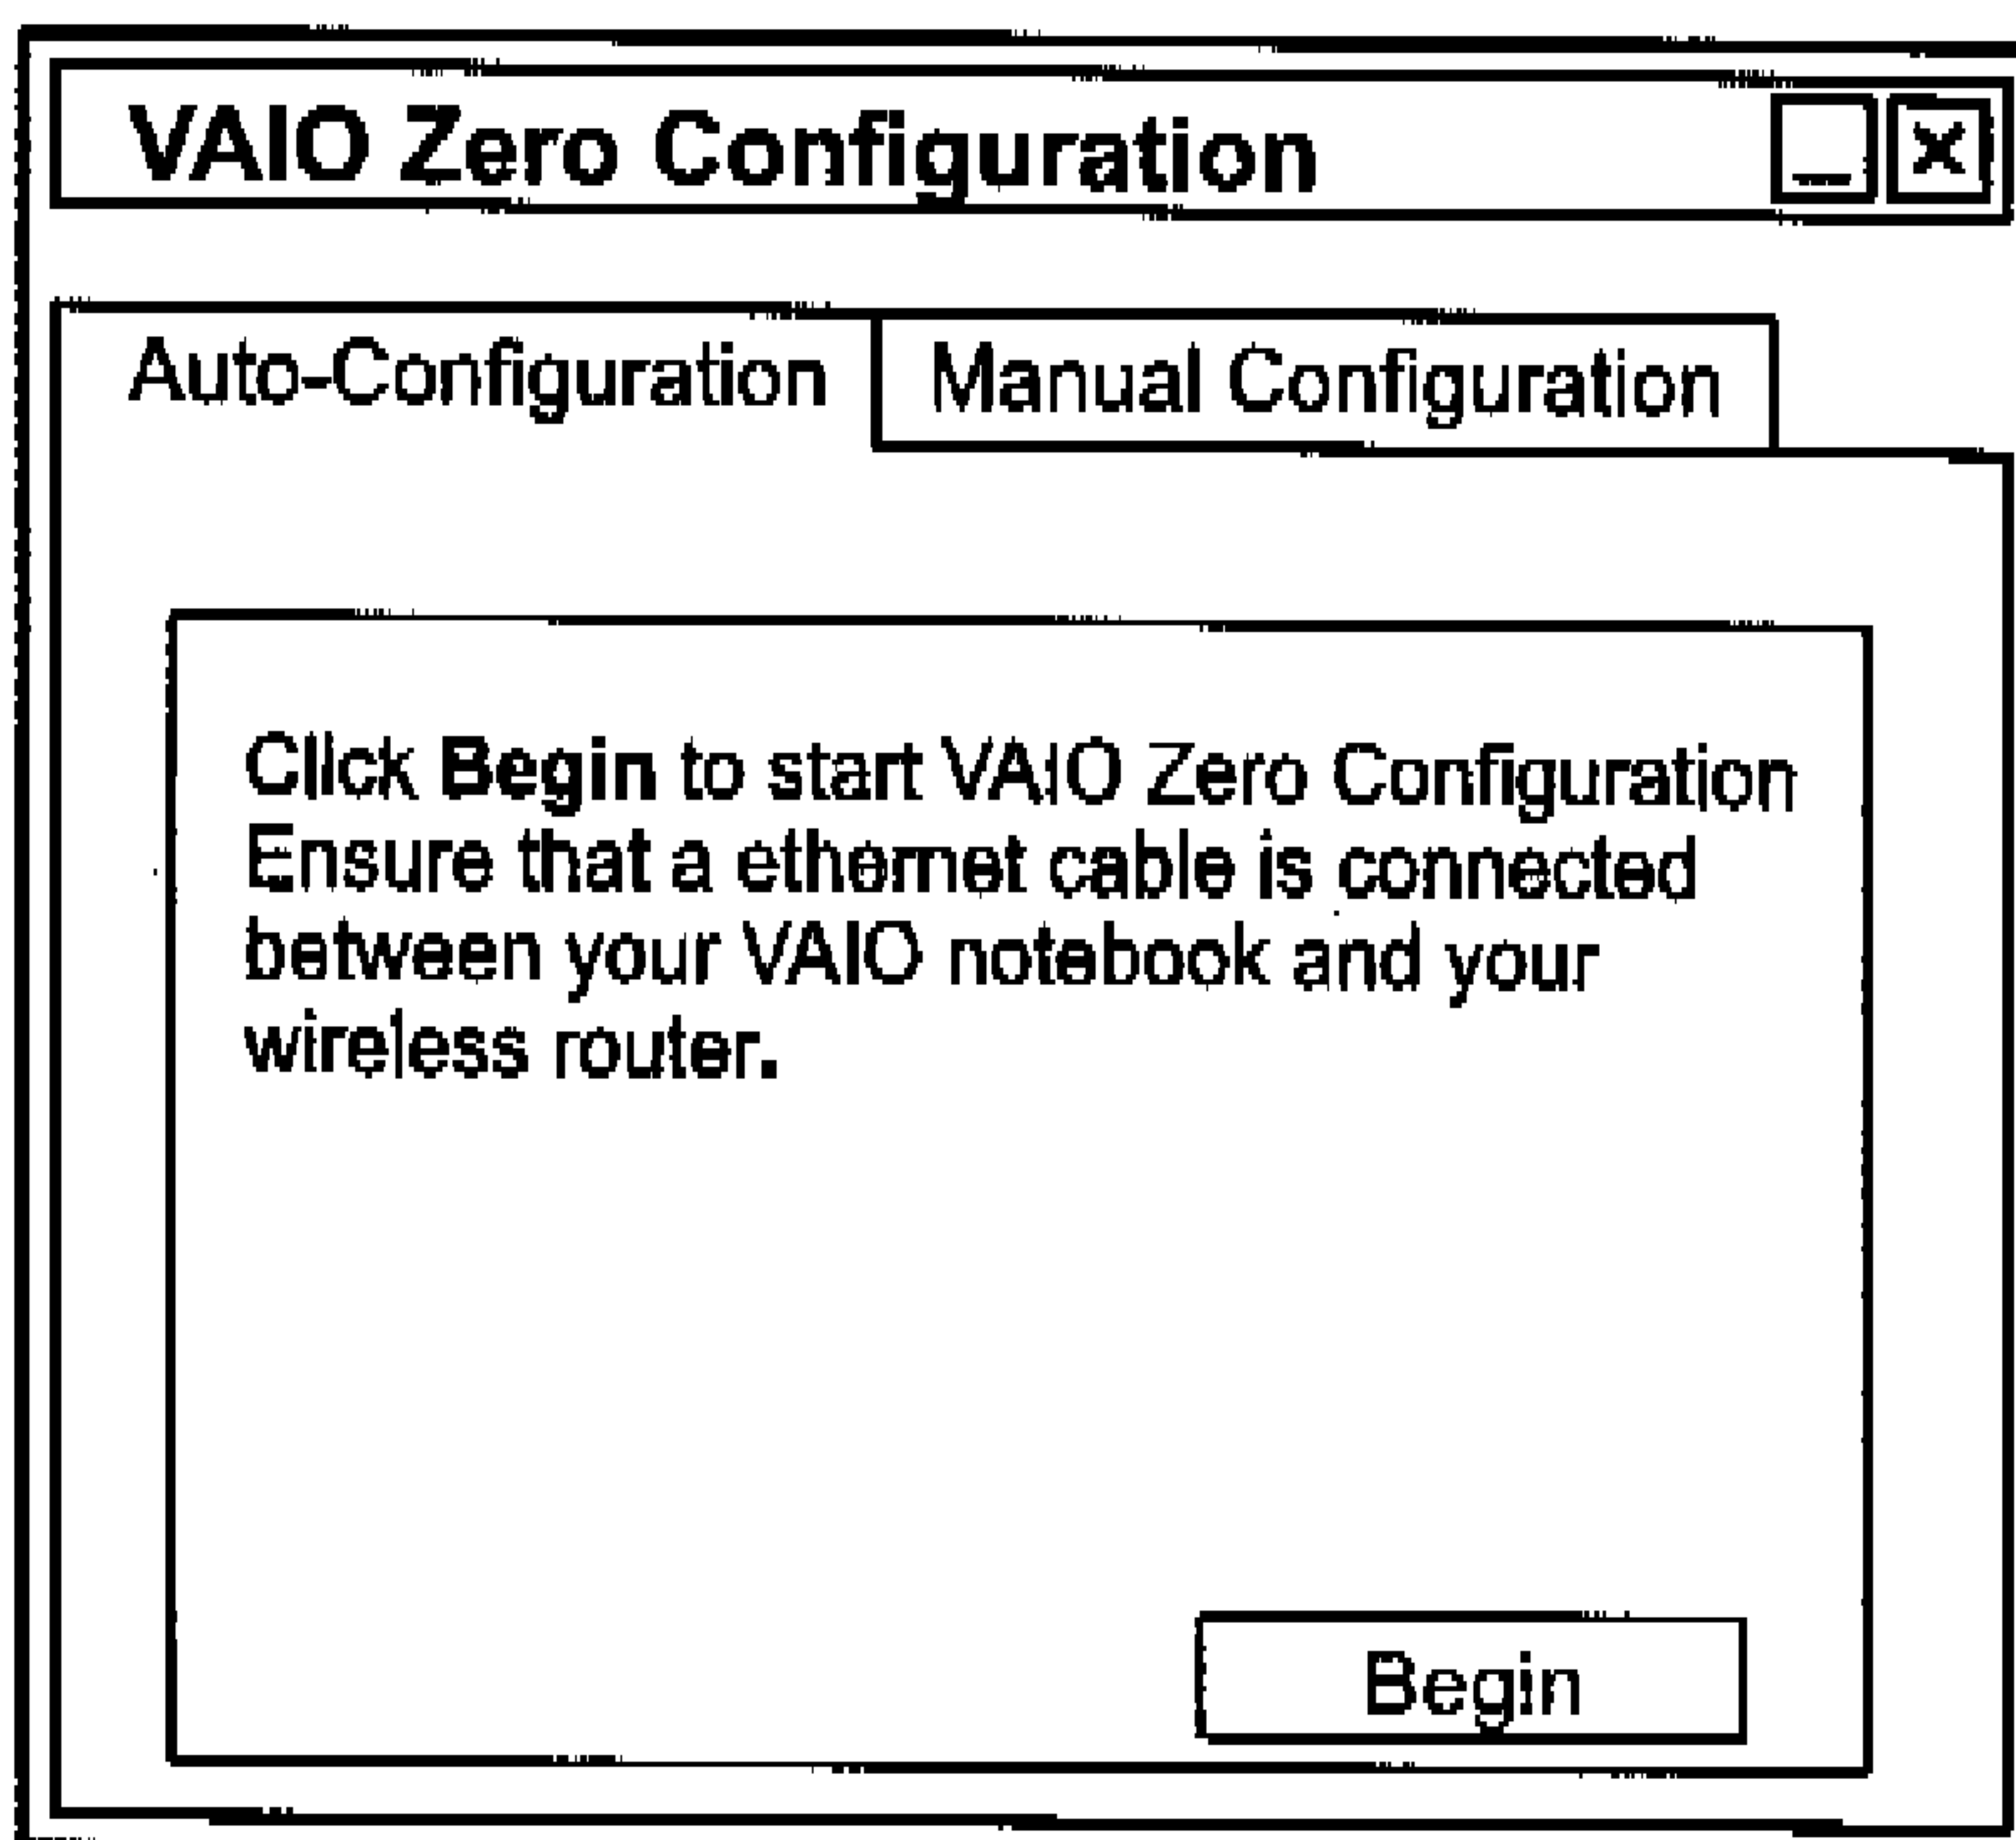 VAIO Zero Configuration
Auto-Configuration
Manual Configuration
Click Begin to start VAIO Zero Configuration
Ensure that a ethernet cable is connected
between your VAIO notebook and your
wireless router.
Begin